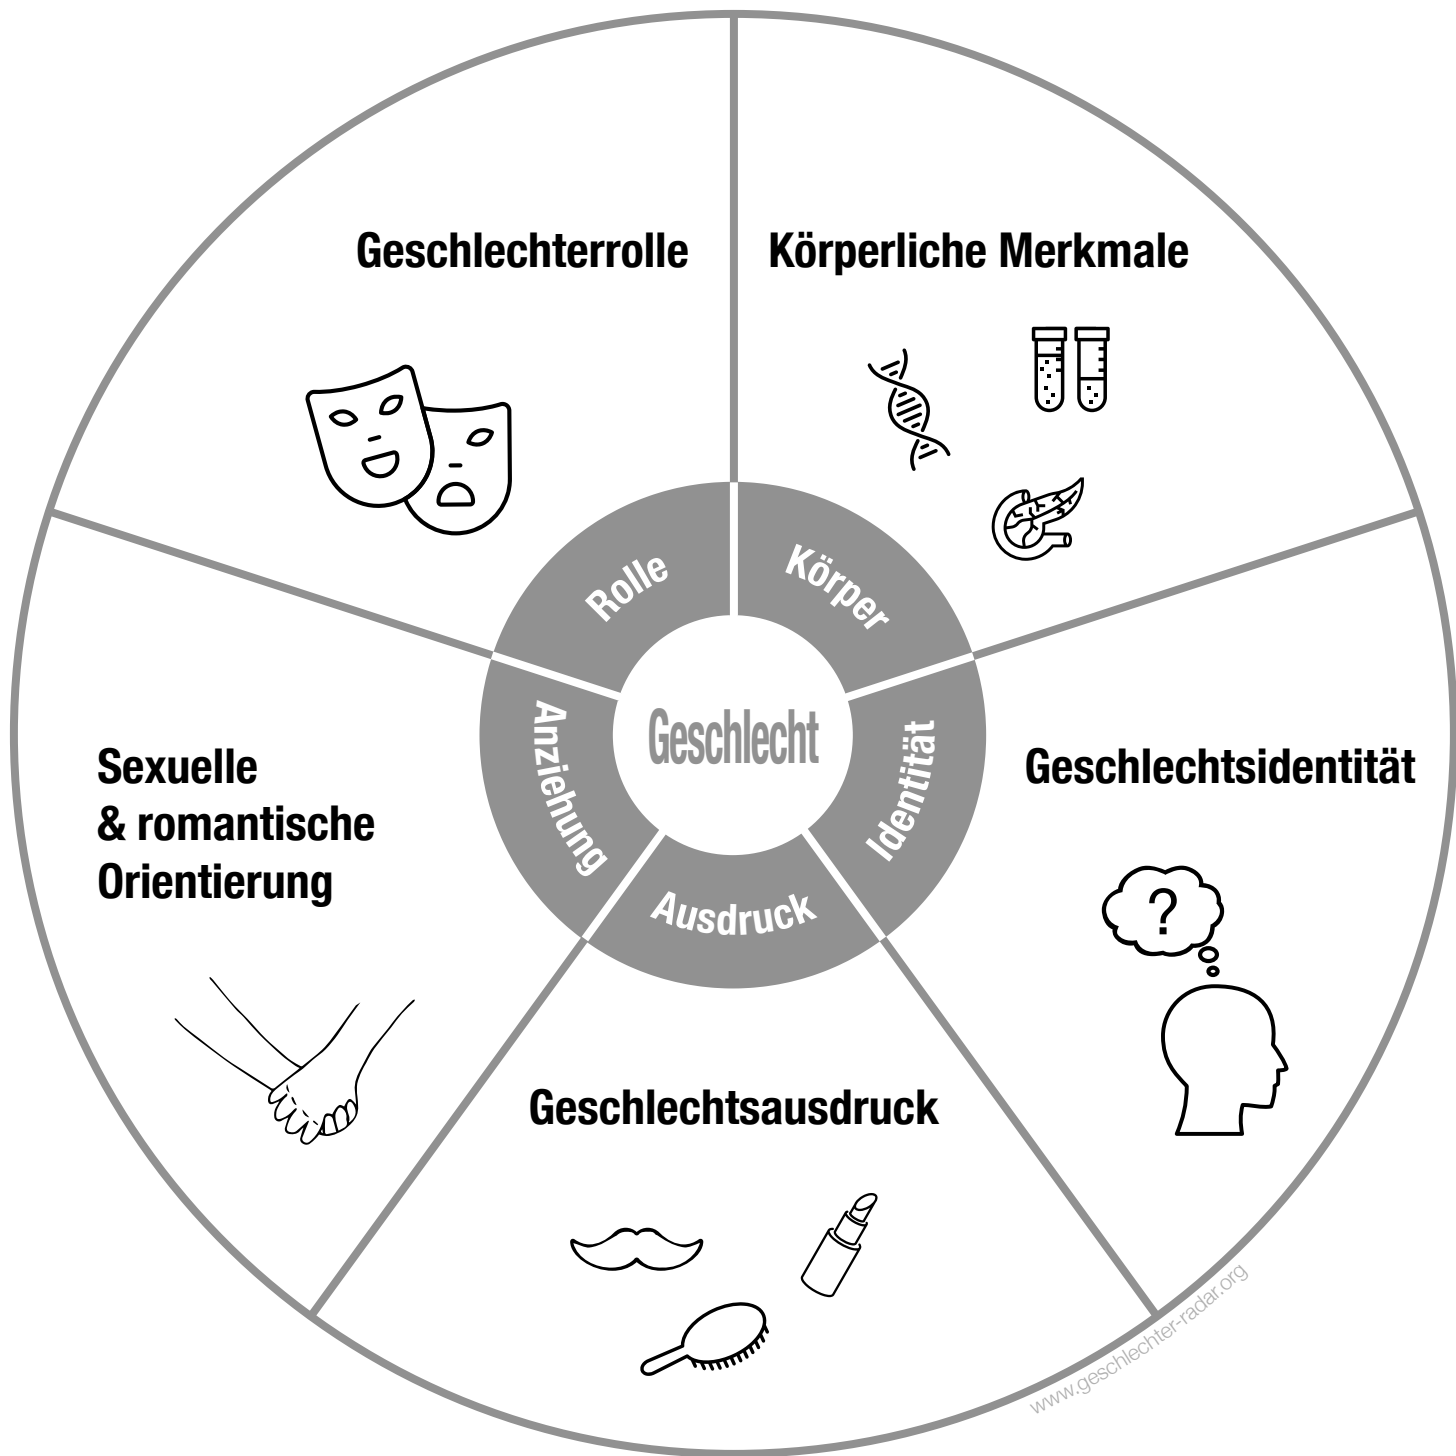 Geschlechterrolle
Körperliche Merkmale
Rolle
Körper
Geschlecht
Anziehung
Identität
Ausdruck
Sexuelle
& romantische
Orientierung
Geschlechtsidentität
?
Geschlechtsausdruck
www.geschlechter-radar.org